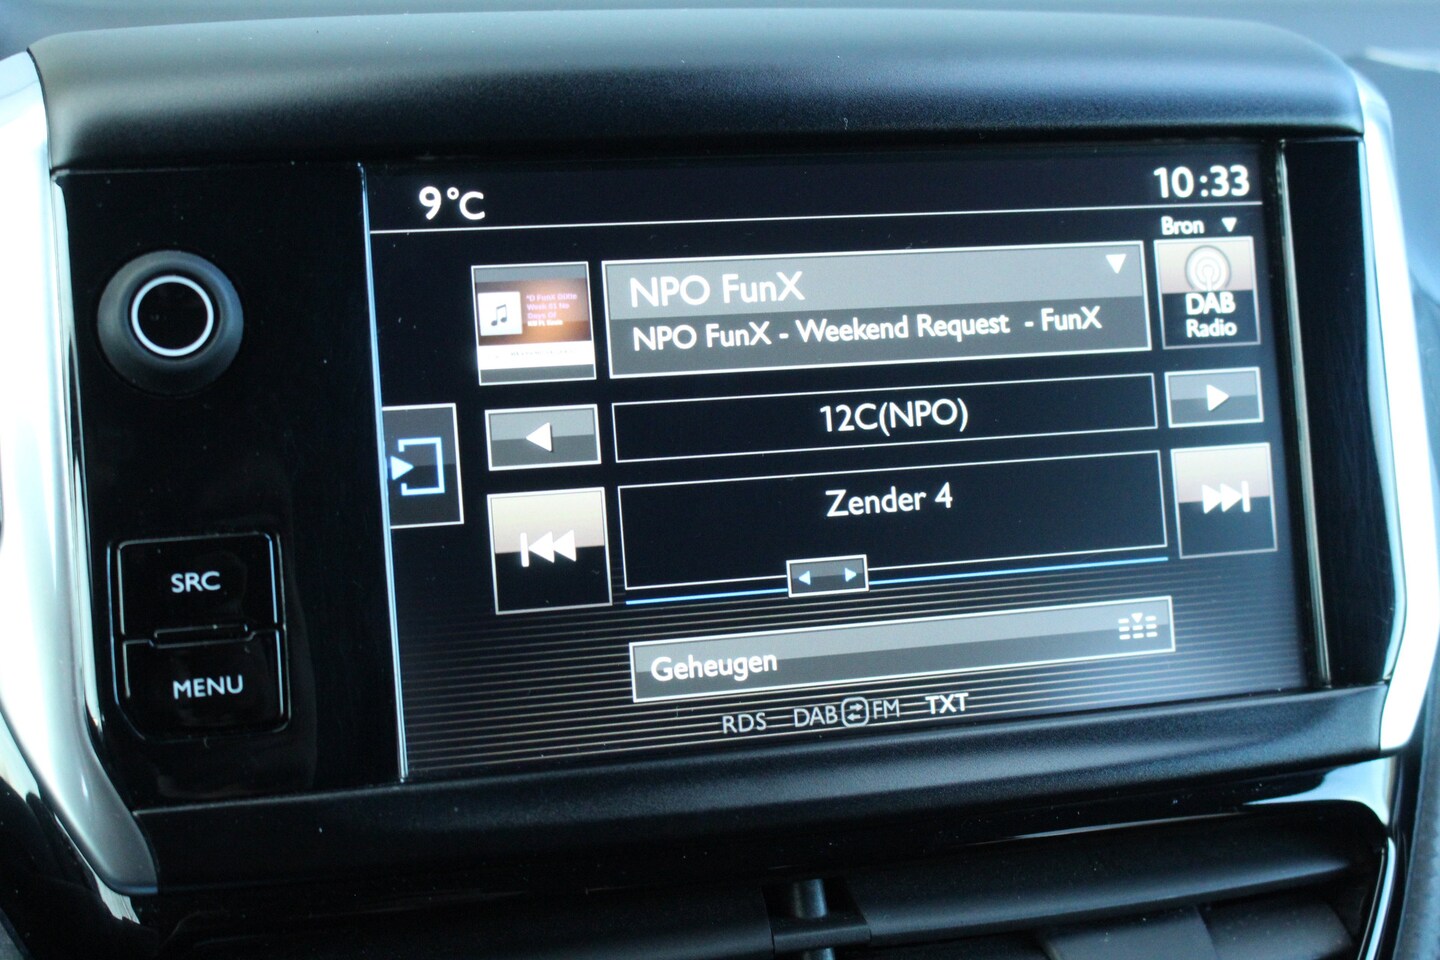 9°C
10:33
Bron
NPO FunX
NPO FunX - Weekend Request - FunX
DAB
Radio
12C(NPO)
Zender 4
SRC
MENU
Geheugen
RDS DAB FM TXT